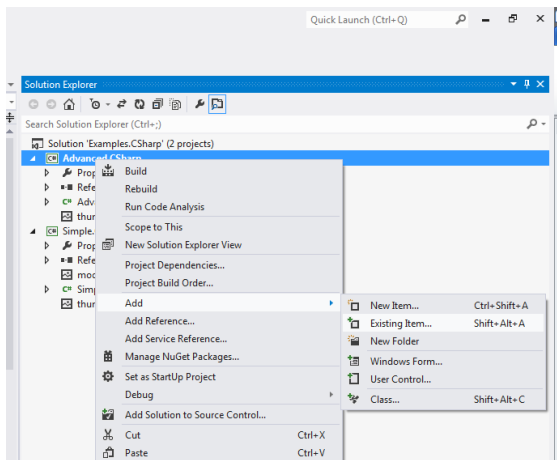 Quick Launch (Ctrl+Q)
Solution Explorer
Search Solution Explorer (Ctrl+;)
Solution 'Examples.CSharp' (2 projects)
C# Advanced.CSharp
Prop
Refe
C# Adv
thur
C# Simple.
Prop
Refe
moc
C# Simp
thur
Build
Rebuild
Run Code Analysis
Scope to This
New Solution Explorer View
Project Dependencies...
Project Build Order...
Add
Add Reference...
Add Service Reference...
Manage NuGet Packages...
Set as StartUp Project
Debug
Add Solution to Source Control...
Cut Ctrl+X
Paste Ctrl+V
New Item... Ctrl+Shift+A
Existing Item... Shift+Alt+A
New Folder
Windows Form...
User Control...
Class... Shift+Alt+C